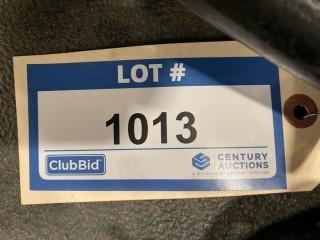 LOT #
1013
ClubBid
CENTURY
AUCTIONS